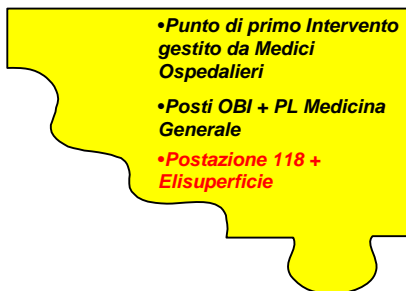 •Punto di primo Intervento
gestito da Medici
Ospedalieri
•Posti OBI + PL Medicina
Generale
•Postazione 118 +
Elisuperficie